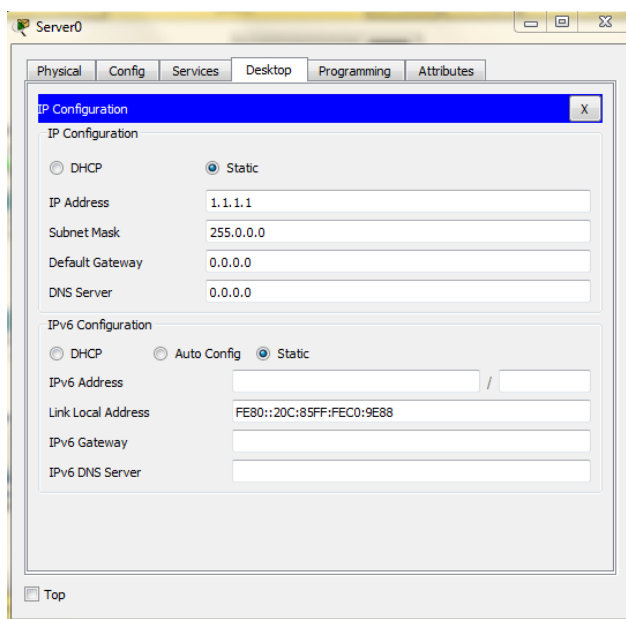 Server0
Physical Config Services Desktop Programming Attributes
IP Configuration X
IP Configuration
DHCP Static
IP Address 1.1.1.1
Subnet Mask 255.0.0.0
Default Gateway 0.0.0.0
DNS Server 0.0.0.0
IPv6 Configuration
DHCP Auto Config Static
IPv6 Address /
Link Local Address FE80::20C:85FF:FEC0:9E88
IPv6 Gateway
IPv6 DNS Server
Top